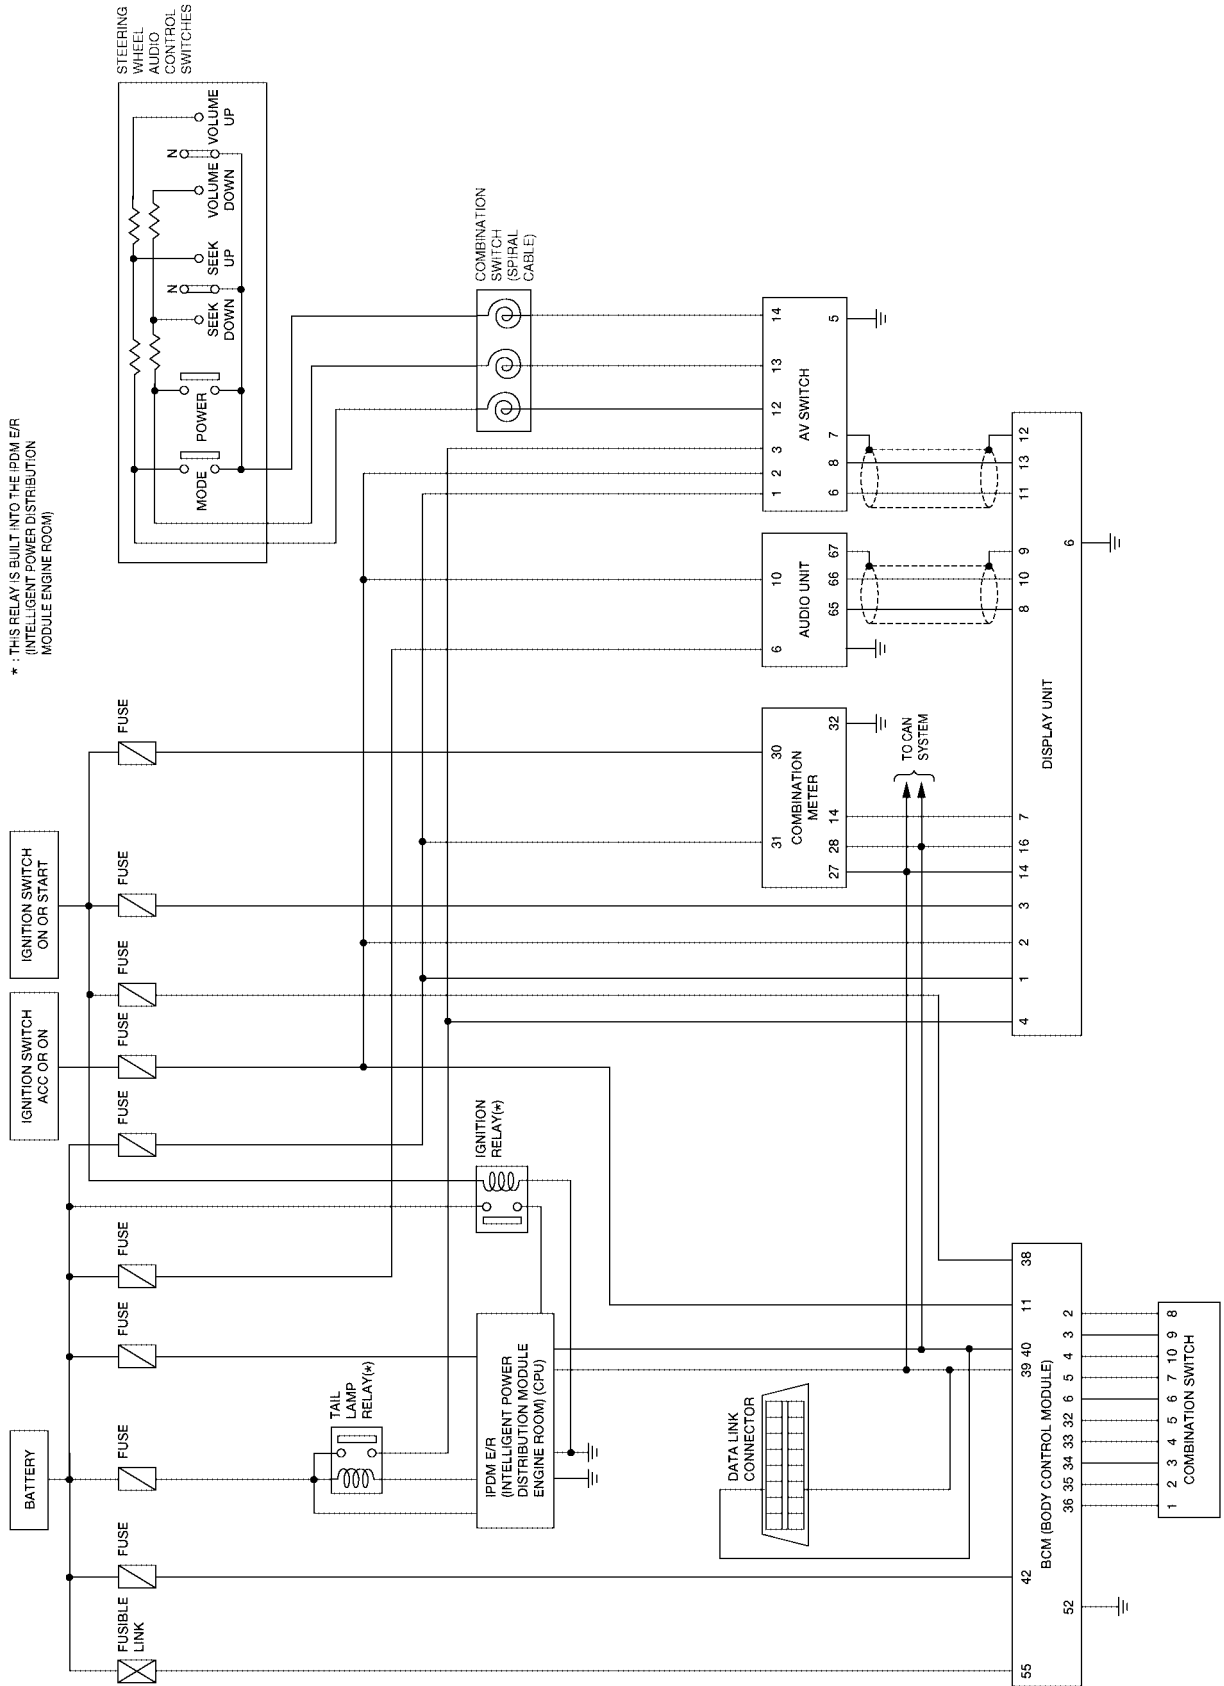 BATTERY
IGNITION SWITCH
ACC OR ON
IGNITION SWITCH
ON OR START
* : THIS RELAY IS BUILT INTO THE IPDM E/R
(INTELLIGENT POWER DISTRIBUTION
MODULE ENGINE ROOM)
FUSIBLE
LINK
FUSE
FUSE
FUSE
FUSE
FUSE
FUSE
FUSE
FUSE
FUSE
STEERING
WHEEL
AUDIO
CONTROL
SWITCHES
MODE
POWER
SEEK
DOWN
N
SEEK
UP
VOLUME
DOWN
N
VOLUME
UP
TAIL
LAMP
RELAY(*)
IGNITION
RELAY(*)
COMBINATION
SWITCH
(SPIRAL
CABLE)
IPDM E/R
(INTELLIGENT POWER
DISTRIBUTION MODULE
ENGINE ROOM) (CPU)
DATA LINK
CONNECTOR
31 30
COMBINATION
METER
27 28 14 32
6 10
AUDIO UNIT
65 66 67
1 2 3 12 13 14
AV SWITCH
6 8 7 5
TO CAN
SYSTEM
55 42 39 40 11 38
BCM (BODY CONTROL MODULE)
52 36 35 34 33 32 6 5 4 3 2
1 2 3 4 5 6 7 10 9 8
COMBINATION SWITCH
4 1 2 3 14 16 7 8 10 9 11 13 12
DISPLAY UNIT
6